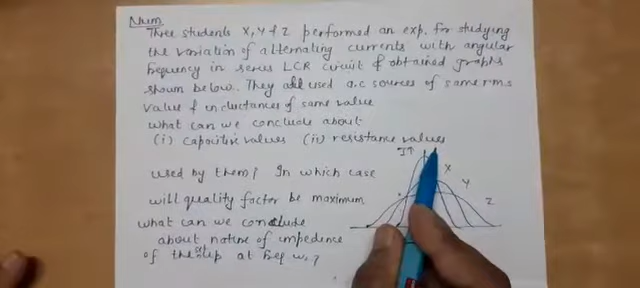 Num.
Three students X, Y & Z performed an exp. for studying
the variation of alternating currents with angular
frequency in series LCR circuit & obtained graphs
shown below. They all used a.c sources of same r.m.s
value & inductances of same value
what can we conclude about
(i) capacitive values (ii) resistance values
used by them? In which case
will quality factor be maximum
what can we conclude
about nature of impedence
of the set up at freq ω₀?
I↑
X
Y
Z